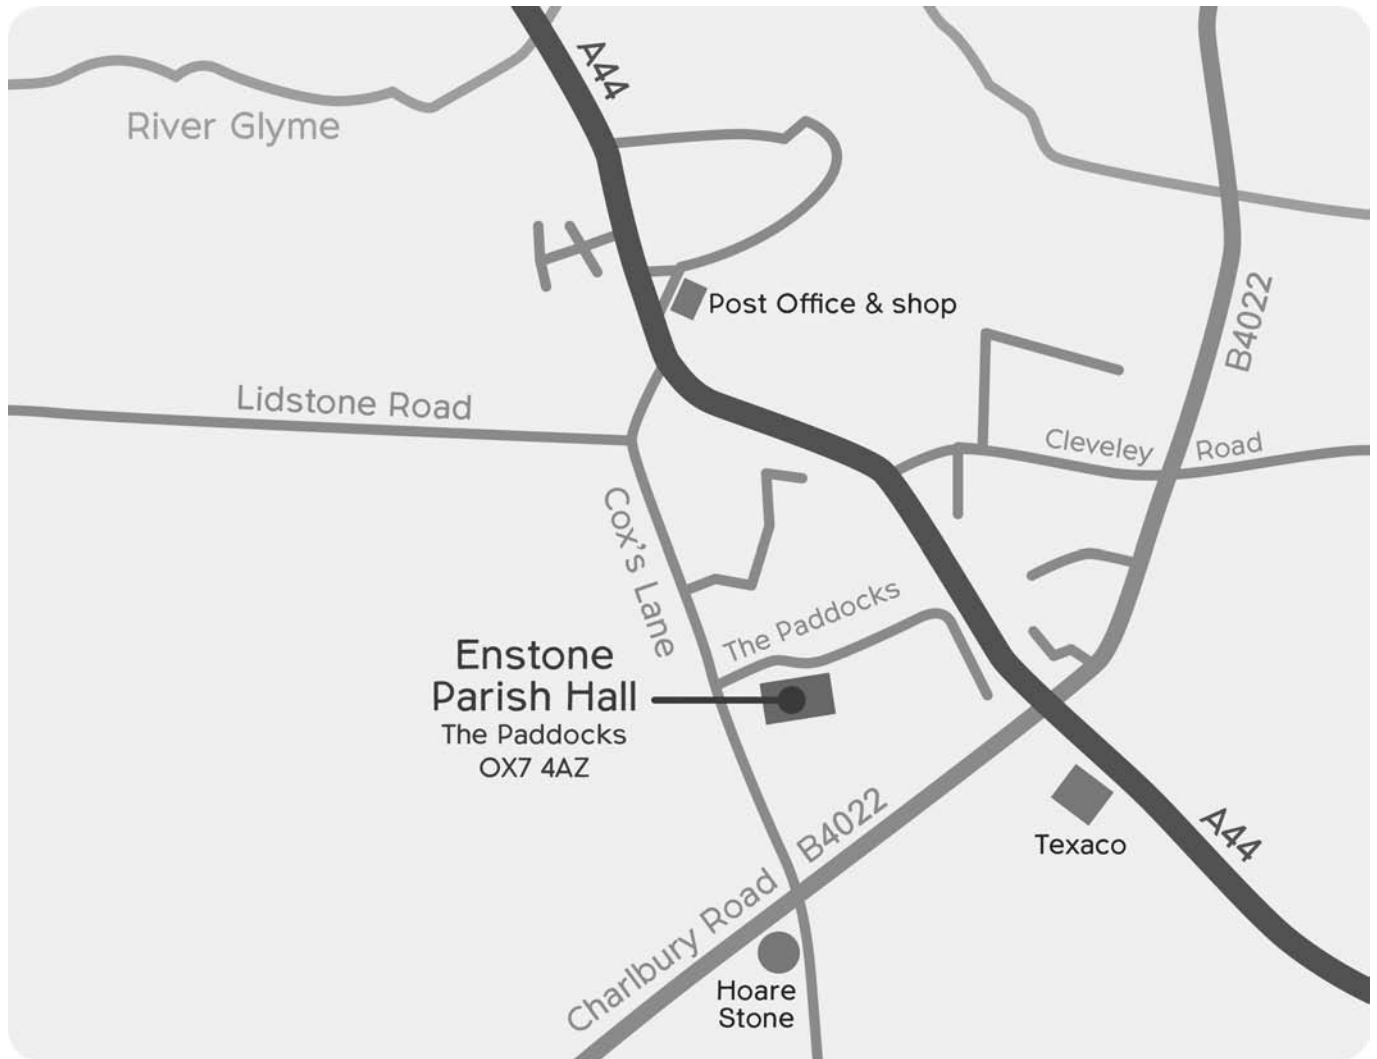 A44
River Glyme
Post Office & shop
B4022
Lidstone Road
Cleveley Road
Cox's Lane
The Paddocks
Enstone
Parish Hall
The Paddocks
OX7 4AZ
B4022
A44
Texaco
Charlbury Road
Hoare
Stone